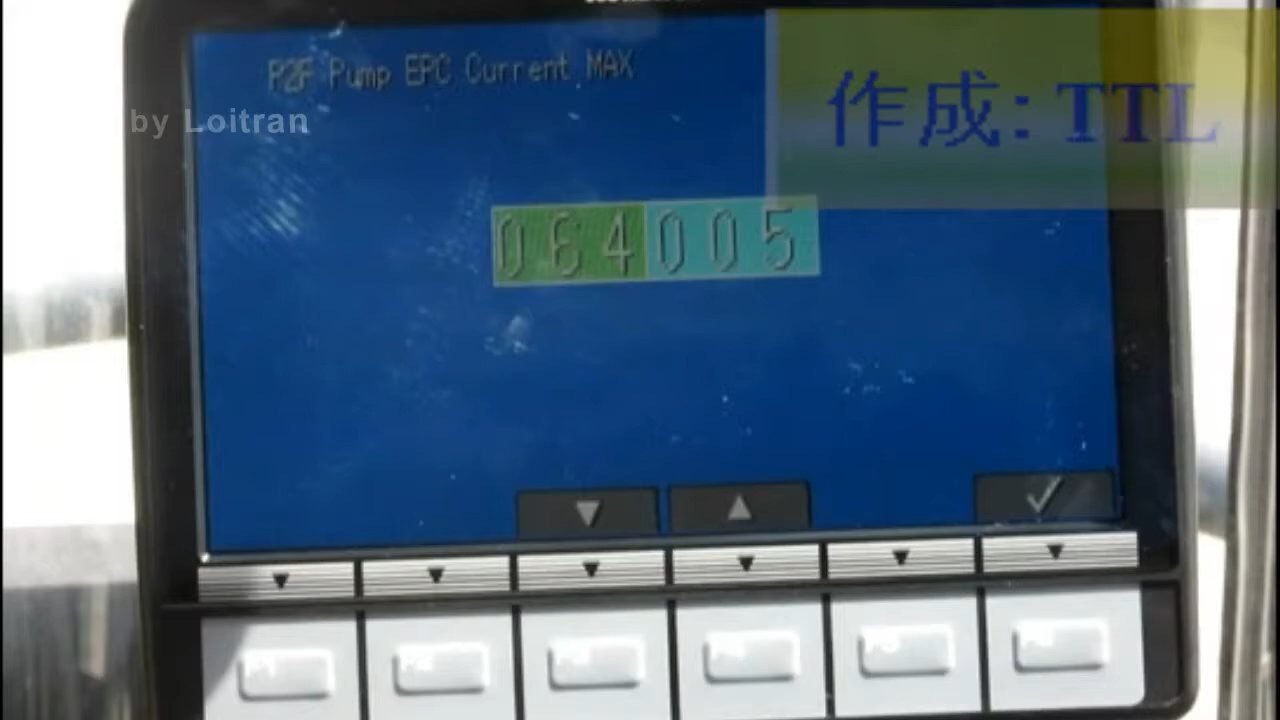 P2F Pump EPC Current MAX
作成: TTL
by Loitran
064005